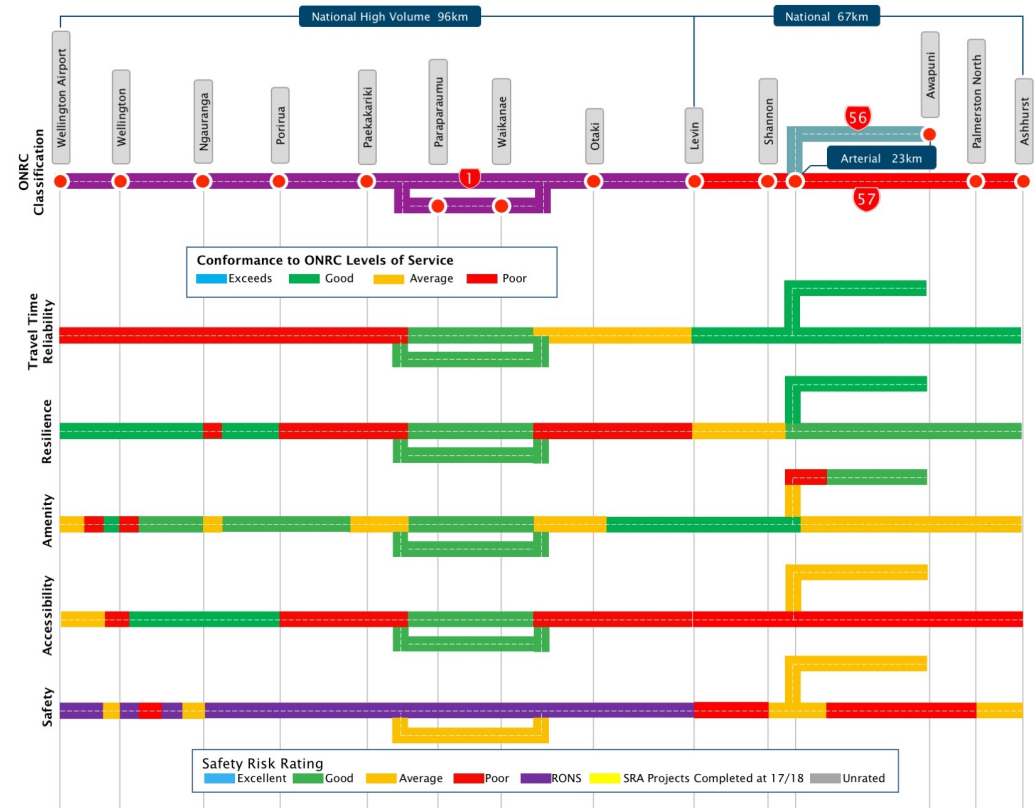 National High Volume 96km
National 67km
Wellington Airport
Wellington
Ngauranga
Porirua
Paekakariki
Paraparaumu
Waikanae
Otaki
Levin
Shannon
Awapuni
Palmerston North
Ashhurst
ONRC
Classification
56
Arterial 23km
1
57
Conformance to ONRC Levels of Service
Exceeds Good Average Poor
Travel Time
Reliability
Resilience
Amenity
Accessibility
Safety
Safety Risk Rating
Excellent Good Average Poor RONS SRA Projects Completed at 17/18 Unrated